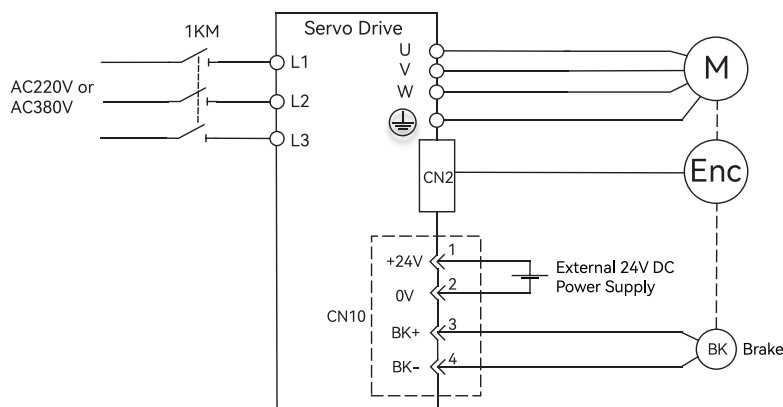 1KM
Servo Drive
AC220V or
AC380V
L1
L2
L3
U
V
W
M
CN2
Enc
CN10
+24V
1
0V
2
BK+
3
BK-
4
External 24V DC
Power Supply
BK
Brake